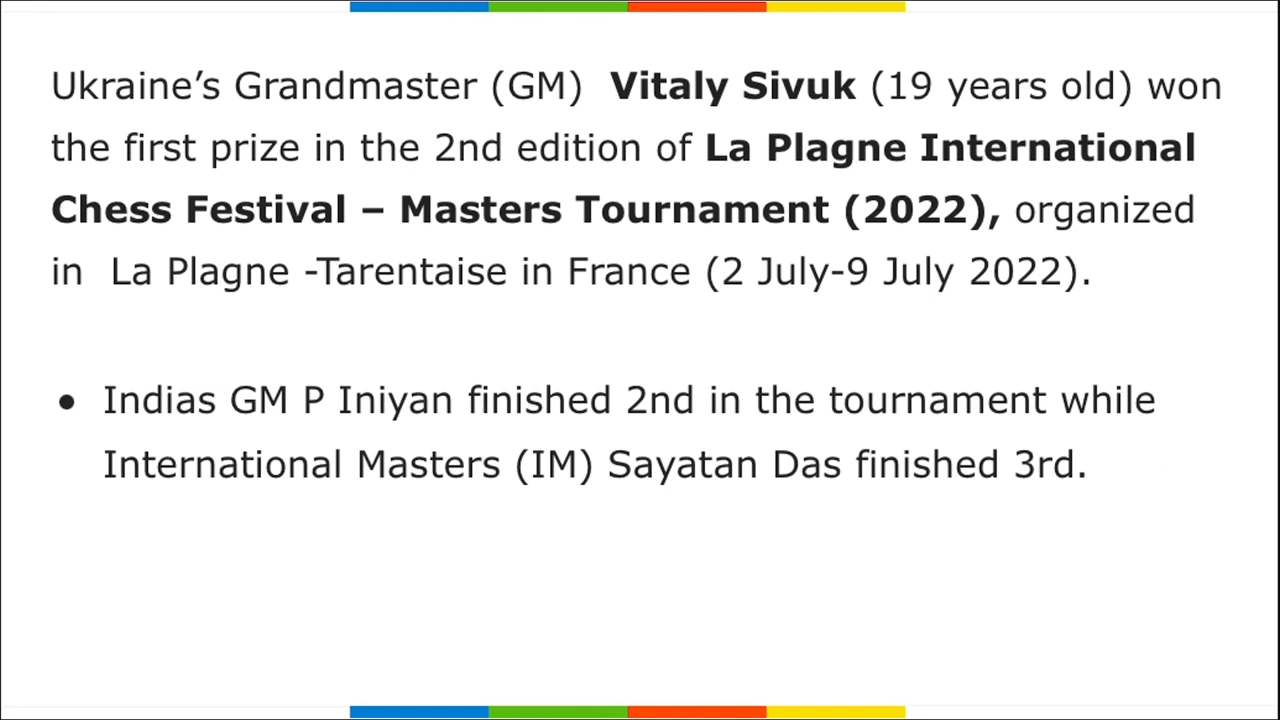 Ukraine’s Grandmaster (GM)  Vitaly Sivuk (19 years old) won
the first prize in the 2nd edition of La Plagne International
Chess Festival – Masters Tournament (2022), organized
in  La Plagne -Tarentaise in France (2 July-9 July 2022).
● Indias GM P Iniyan finished 2nd in the tournament while
International Masters (IM) Sayatan Das finished 3rd.